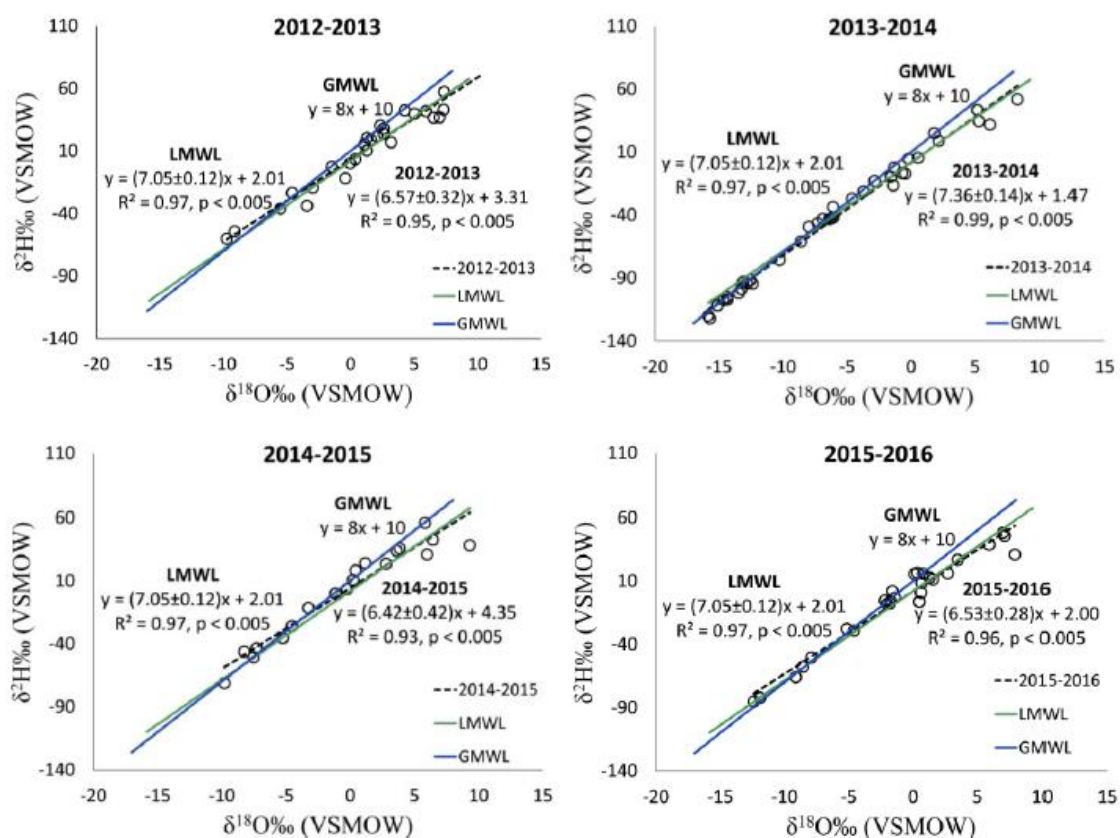 2012-2013
110
60
10
-40
-90
-140
δ²H‰ (VSMOW)
GMWL
y = 8x + 10
LMWL
y = (7.05±0.12)x + 2.01
R² = 0.97, p < 0.005
2012-2013
y = (6.57±0.32)x + 3.31
R² = 0.95, p < 0.005
2012-2013
LMWL
GMWL
-20 -15 -10 -5 0 5 10 15
δ¹⁸O‰ (VSMOW)
2013-2014
110
60
10
-40
-90
-140
δ²H‰ (VSMOW)
GMWL
y = 8x + 10
LMWL
y = (7.05±0.12)x + 2.01
R² = 0.97, p < 0.005
2013-2014
y = (7.36±0.14)x + 1.47
R² = 0.99, p < 0.005
2013-2014
LMWL
GMWL
-20 -15 -10 -5 0 5 10 15
δ¹⁸O‰ (VSMOW)
2014-2015
110
60
10
-40
-90
-140
δ²H‰ (VSMOW)
GMWL
y = 8x + 10
LMWL
y = (7.05±0.12)x + 2.01
R² = 0.97, p < 0.005
2014-2015
y = (6.42±0.42)x + 4.35
R² = 0.93, p < 0.005
2014-2015
LMWL
GMWL
-20 -15 -10 -5 0 5 10 15
δ¹⁸O‰ (VSMOW)
2015-2016
110
60
10
-40
-90
-140
δ²H‰ (VSMOW)
GMWL
y = 8x + 10
LMWL
y = (7.05±0.12)x + 2.01
R² = 0.97, p < 0.005
2015-2016
y = (6.53±0.28)x + 2.00
R² = 0.96, p < 0.005
2015-2016
LMWL
GMWL
-20 -15 -10 -5 0 5 10 15
δ¹⁸O‰ (VSMOW)